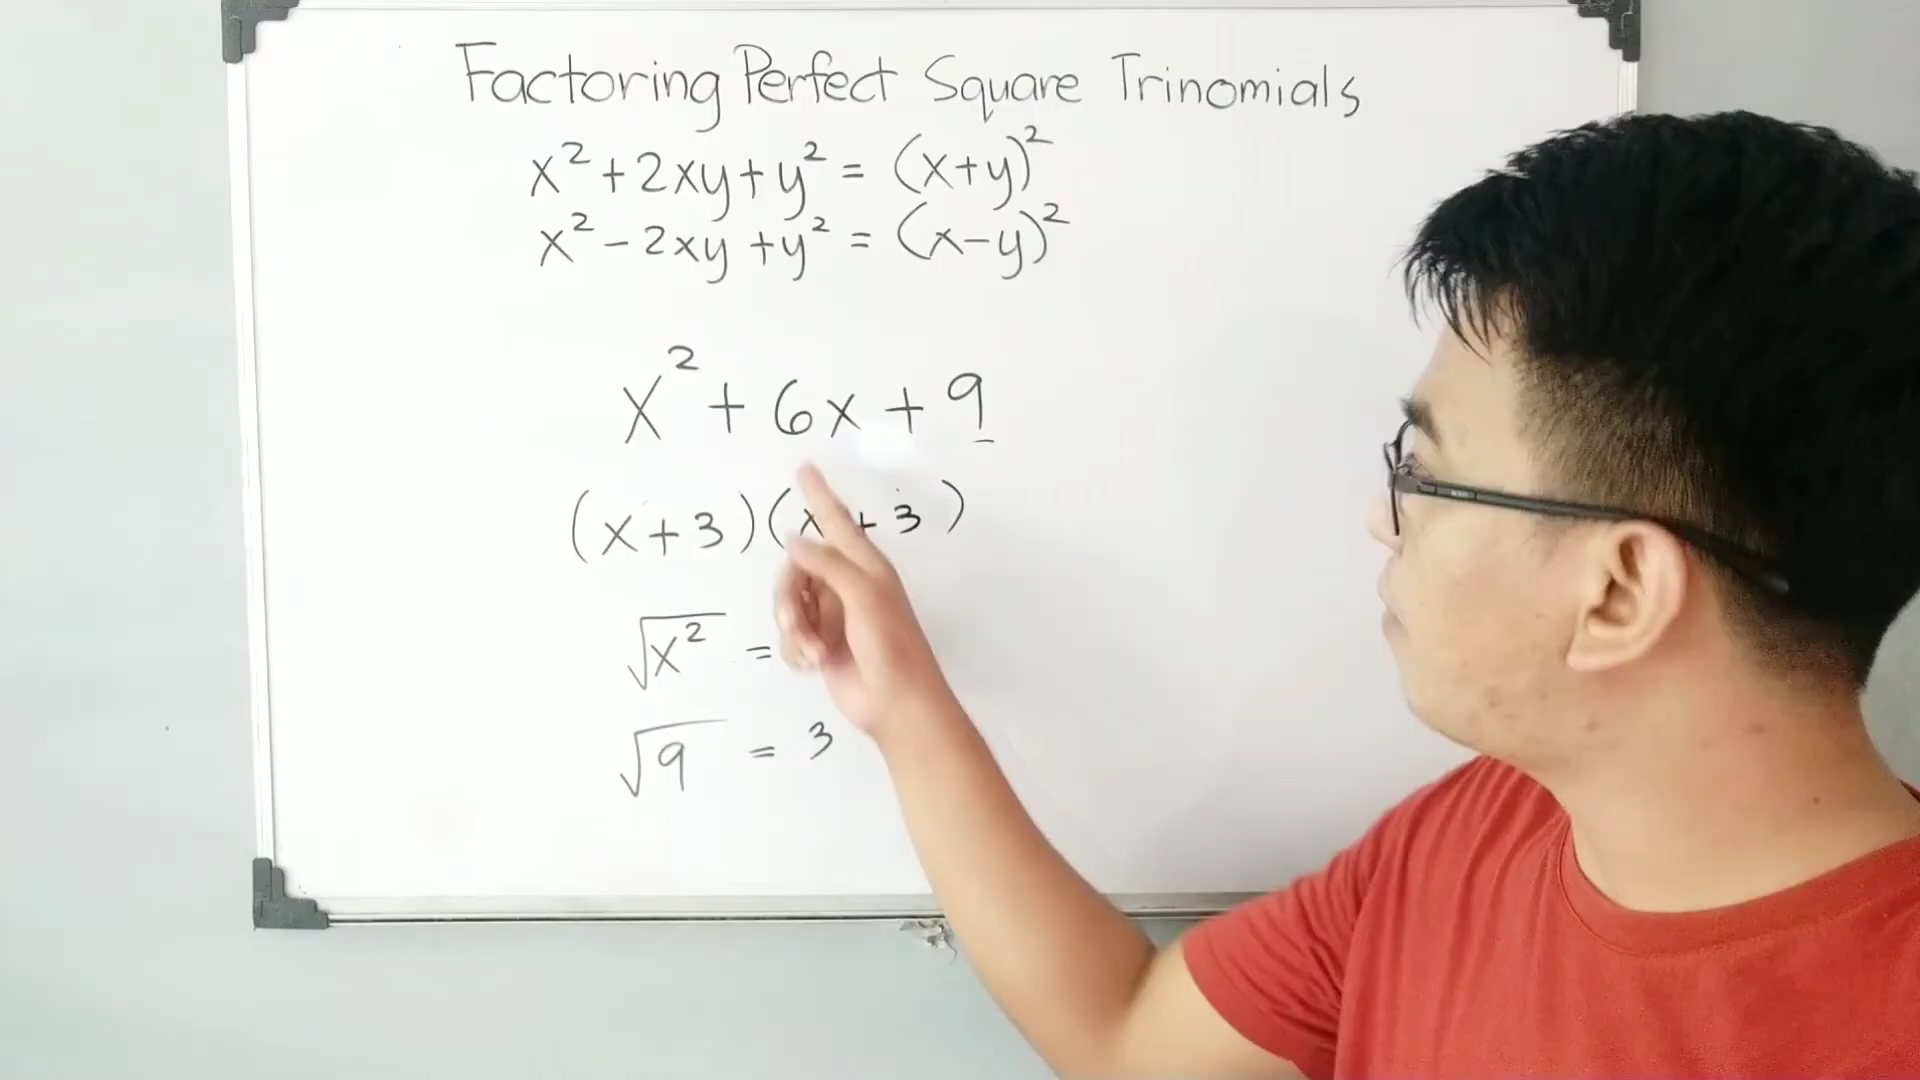 Factoring Perfect Square Trinomials
x² + 2xy + y² = (x+y)²
x² - 2xy + y² = (x-y)²
x² + 6x + 9
(x + 3)(x + 3)
√x² =
√9 = 3